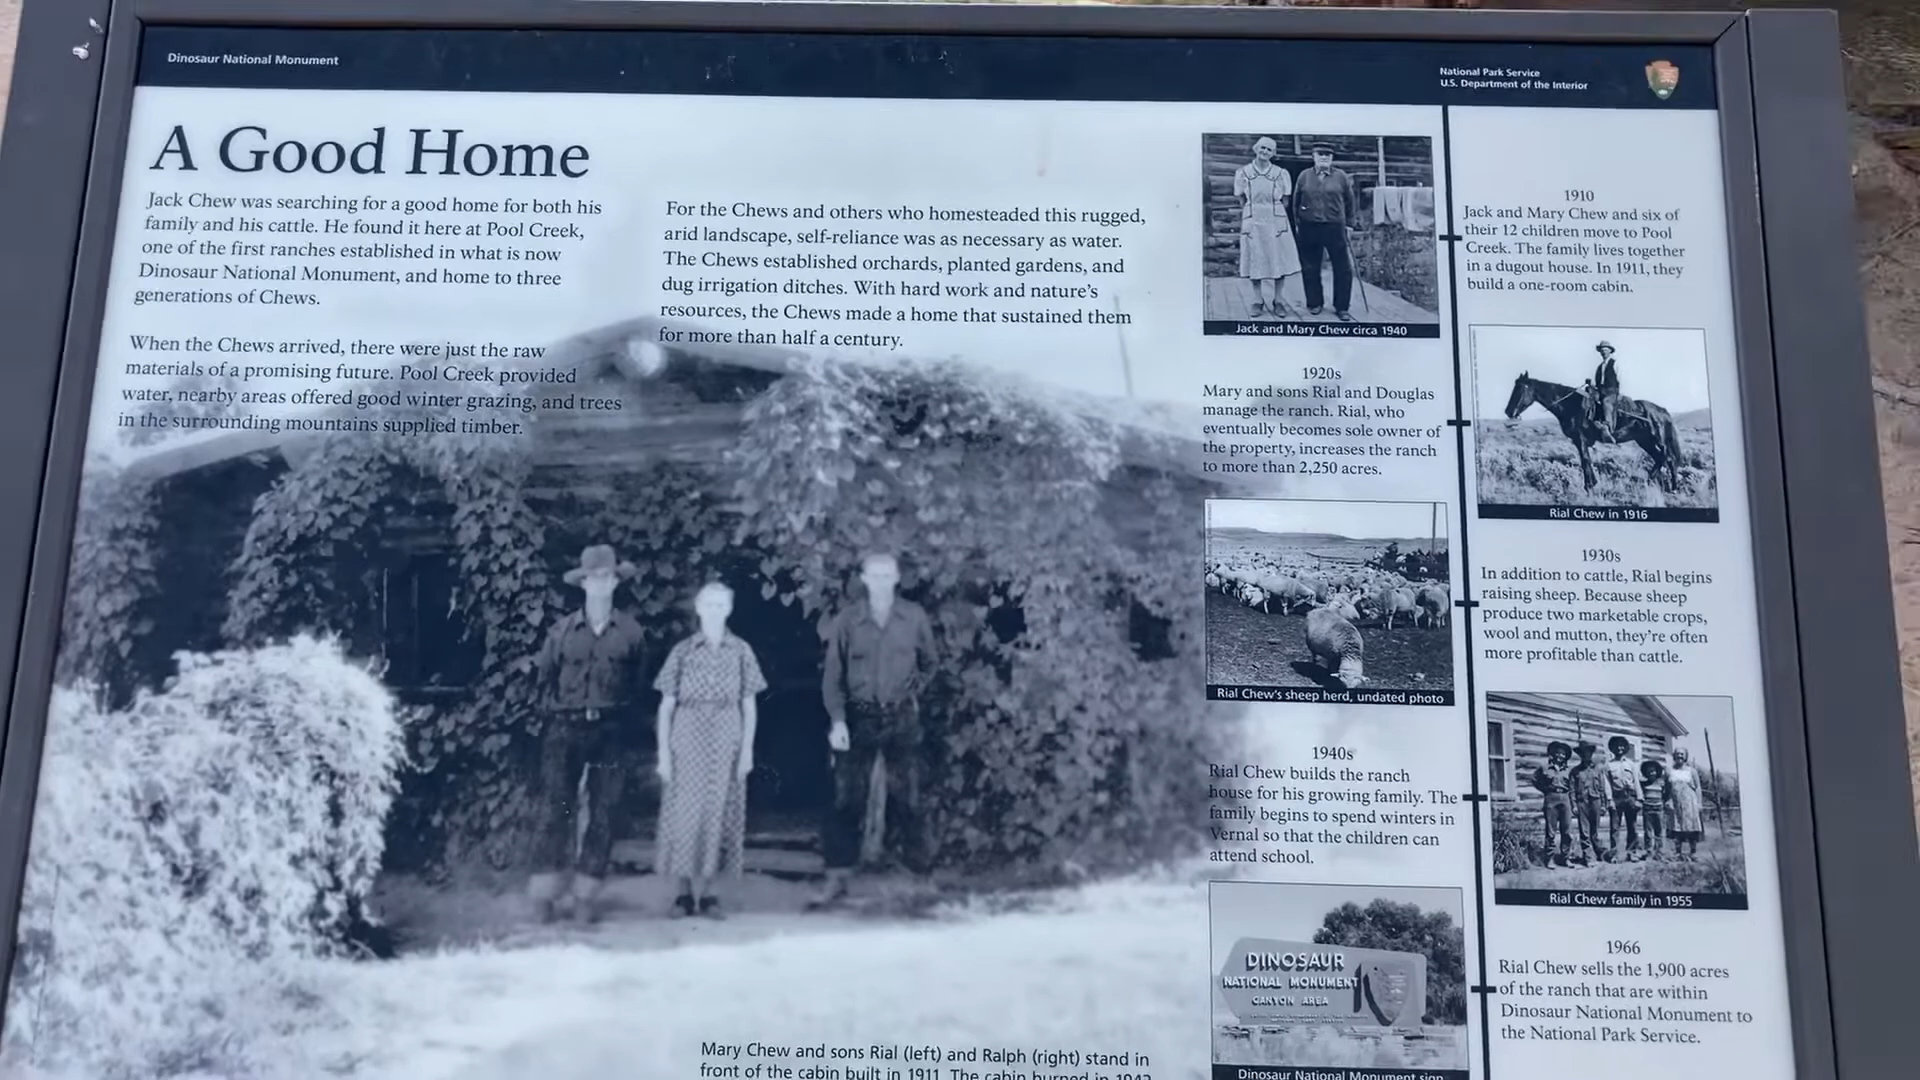 Dinosaur National Monument
National Park Service
U.S. Department of the Interior
A Good Home
Jack Chew was searching for a good home for both his
family and his cattle. He found it here at Pool Creek,
one of the first ranches established in what is now
Dinosaur National Monument, and home to three
generations of Chews.
When the Chews arrived, there were just the raw
materials of a promising future. Pool Creek provided
water, nearby areas offered good winter grazing, and trees
in the surrounding mountains supplied timber.
For the Chews and others who homesteaded this rugged,
arid landscape, self-reliance was as necessary as water.
The Chews established orchards, planted gardens, and
dug irrigation ditches. With hard work and nature's
resources, the Chews made a home that sustained them
for more than half a century.
Mary Chew and sons Rial (left) and Ralph (right) stand in
front of the cabin built in 1911. The cabin burned in
Jack and Mary Chew circa 1940
1910
Jack and Mary Chew and six of
their 12 children move to Pool
Creek. The family lives together
in a dugout house. In 1911, they
build a one-room cabin.
Rial Chew in 1916
1920s
Mary and sons Rial and Douglas
manage the ranch. Rial, who
eventually becomes sole owner of
the property, increases the ranch
to more than 2,250 acres.
Rial Chew's sheep herd, undated photo
1930s
In addition to cattle, Rial begins
raising sheep. Because sheep
produce two marketable crops,
wool and mutton, they're often
more profitable than cattle.
1940s
Rial Chew builds the ranch
house for his growing family. The
family begins to spend winters in
Vernal so that the children can
attend school.
Rial Chew family in 1955
DINOSAUR
NATIONAL MONUMENT
CANYON AREA
Dinosaur National Monument sign
1966
Rial Chew sells the 1,900 acres
of the ranch that are within
Dinosaur National Monument to
the National Park Service.